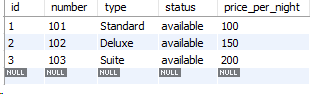 id number type status price_per_night
1 101 Standard available 100
2 102 Deluxe available 150
3 103 Suite available 200
NULL NULL NULL NULL NULL